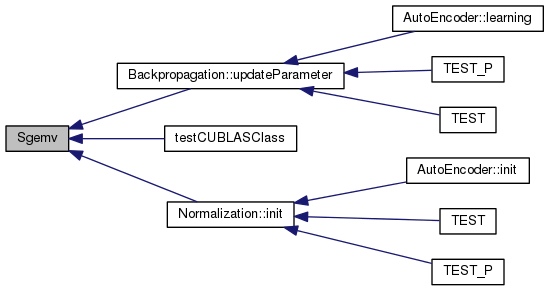 AutoEncoder::learning
Backpropagation::updateParameter
TEST_P
TEST
Sgemv
testCUBLASClass
AutoEncoder::init
Normalization::init
TEST
TEST_P